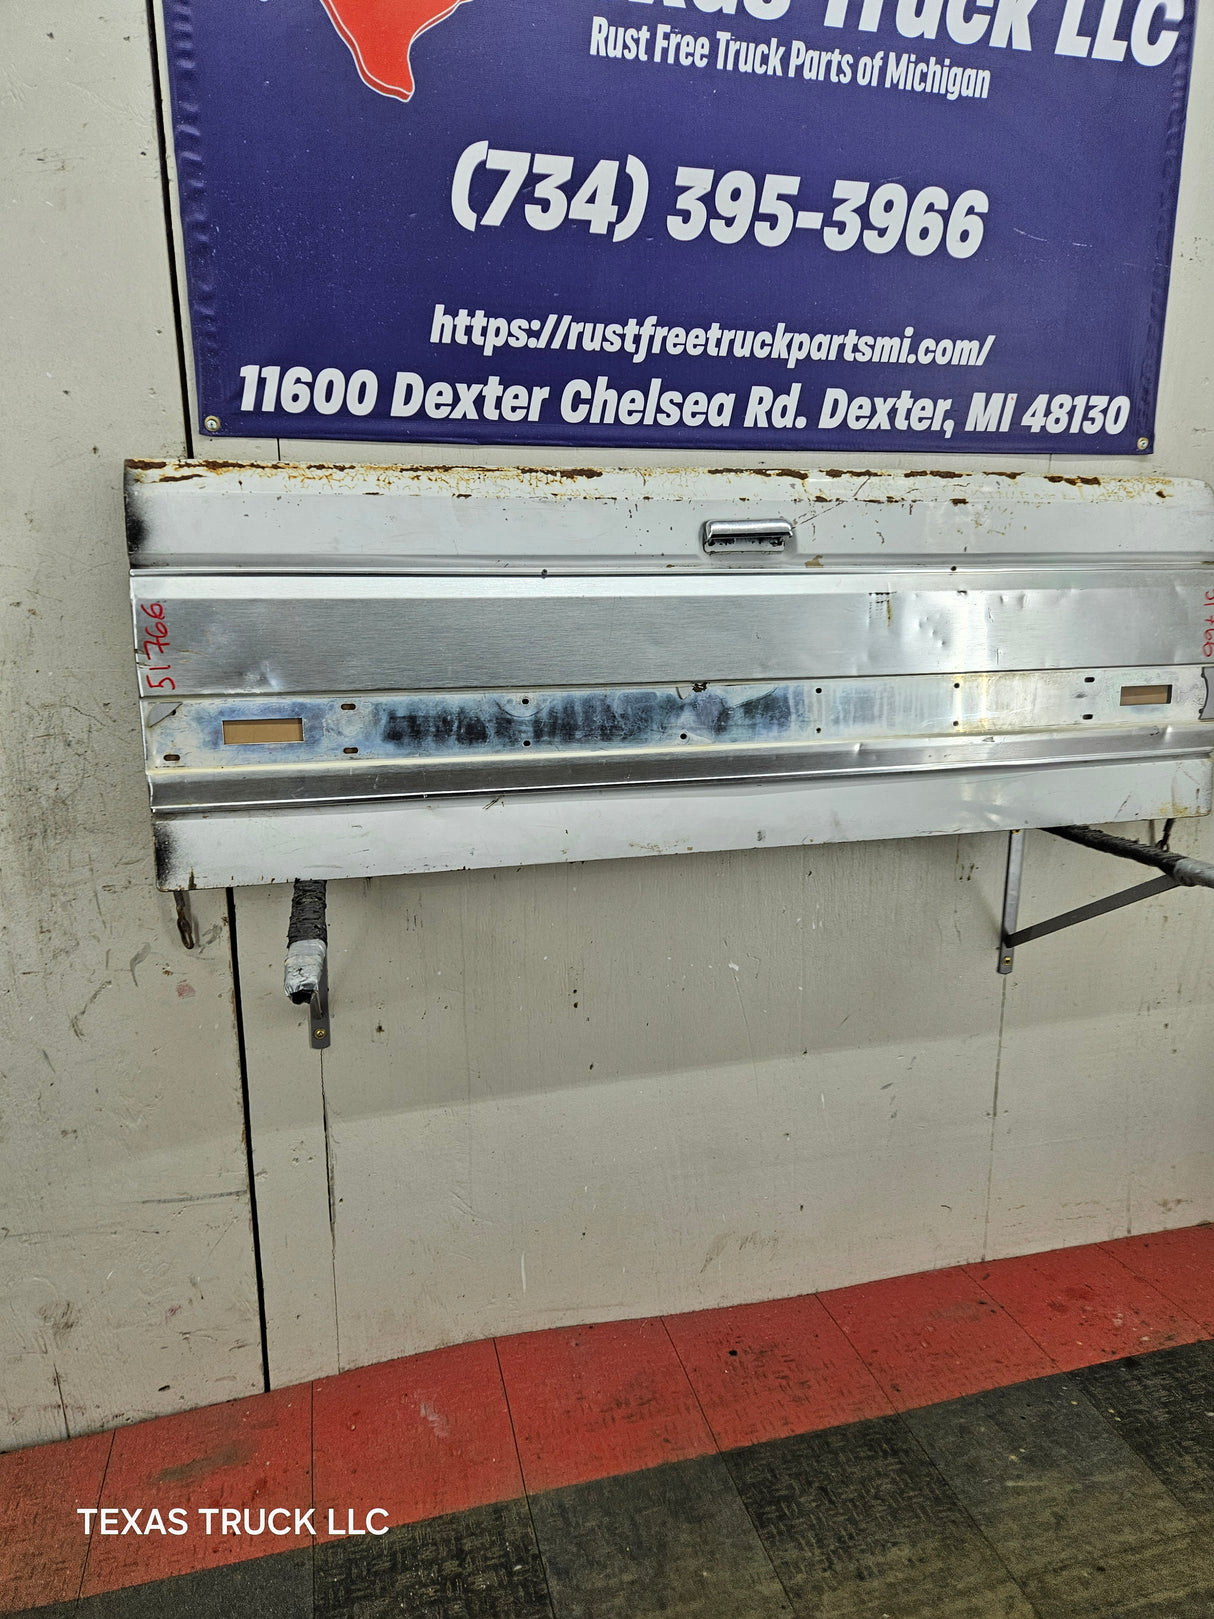 Truck LLC
Rust Free Truck Parts of Michigan
(734) 395-3966
https://rustfreetruckpartsmi.com/
11600 Dexter Chelsea Rd. Dexter, MI 48130
51766
51766
TEXAS TRUCK LLC